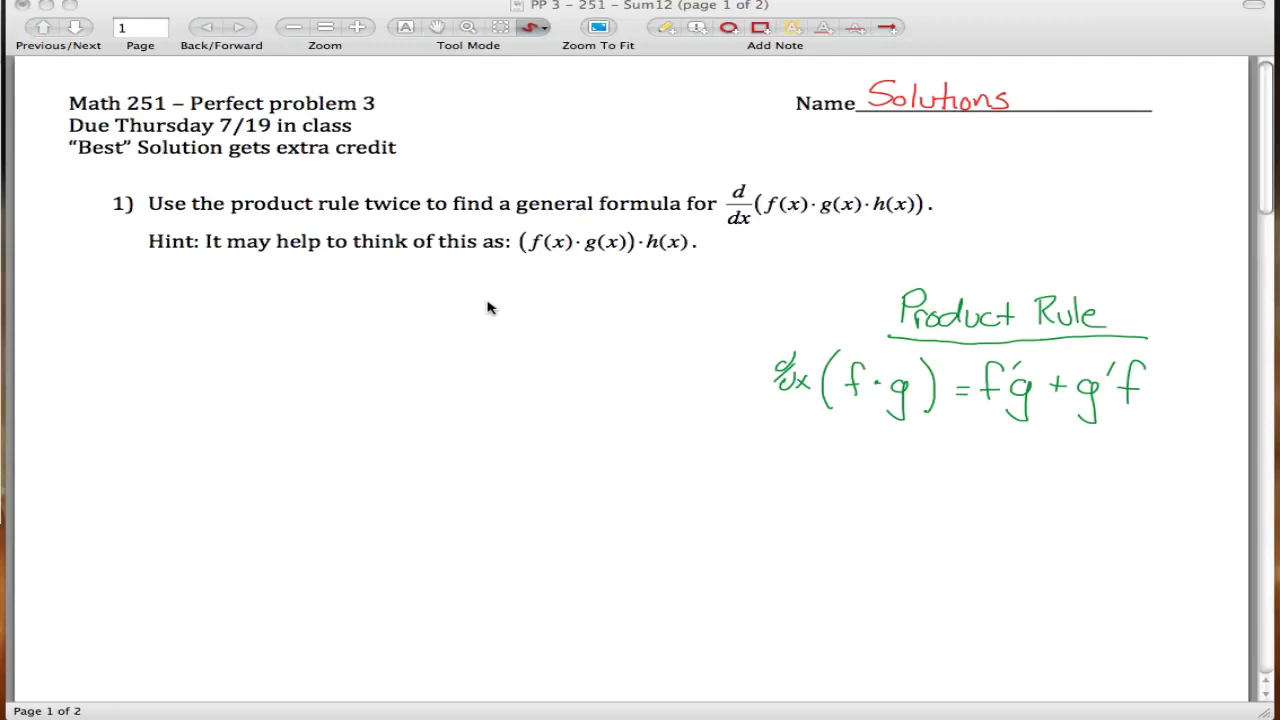 PP 3 – 251 – Sum12 (page 1 of 2)
1
Previous/Next Page Back/Forward Zoom Tool Mode Zoom To Fit Add Note
Math 251 – Perfect problem 3
Name Solutions
Due Thursday 7/19 in class
“Best” Solution gets extra credit
1) Use the product rule twice to find a general formula for d/dx (f(x)·g(x)·h(x)).
Hint: It may help to think of this as: (f(x)·g(x))·h(x).
Product Rule
d/dx (f·g) = f'g + g'f
Page 1 of 2